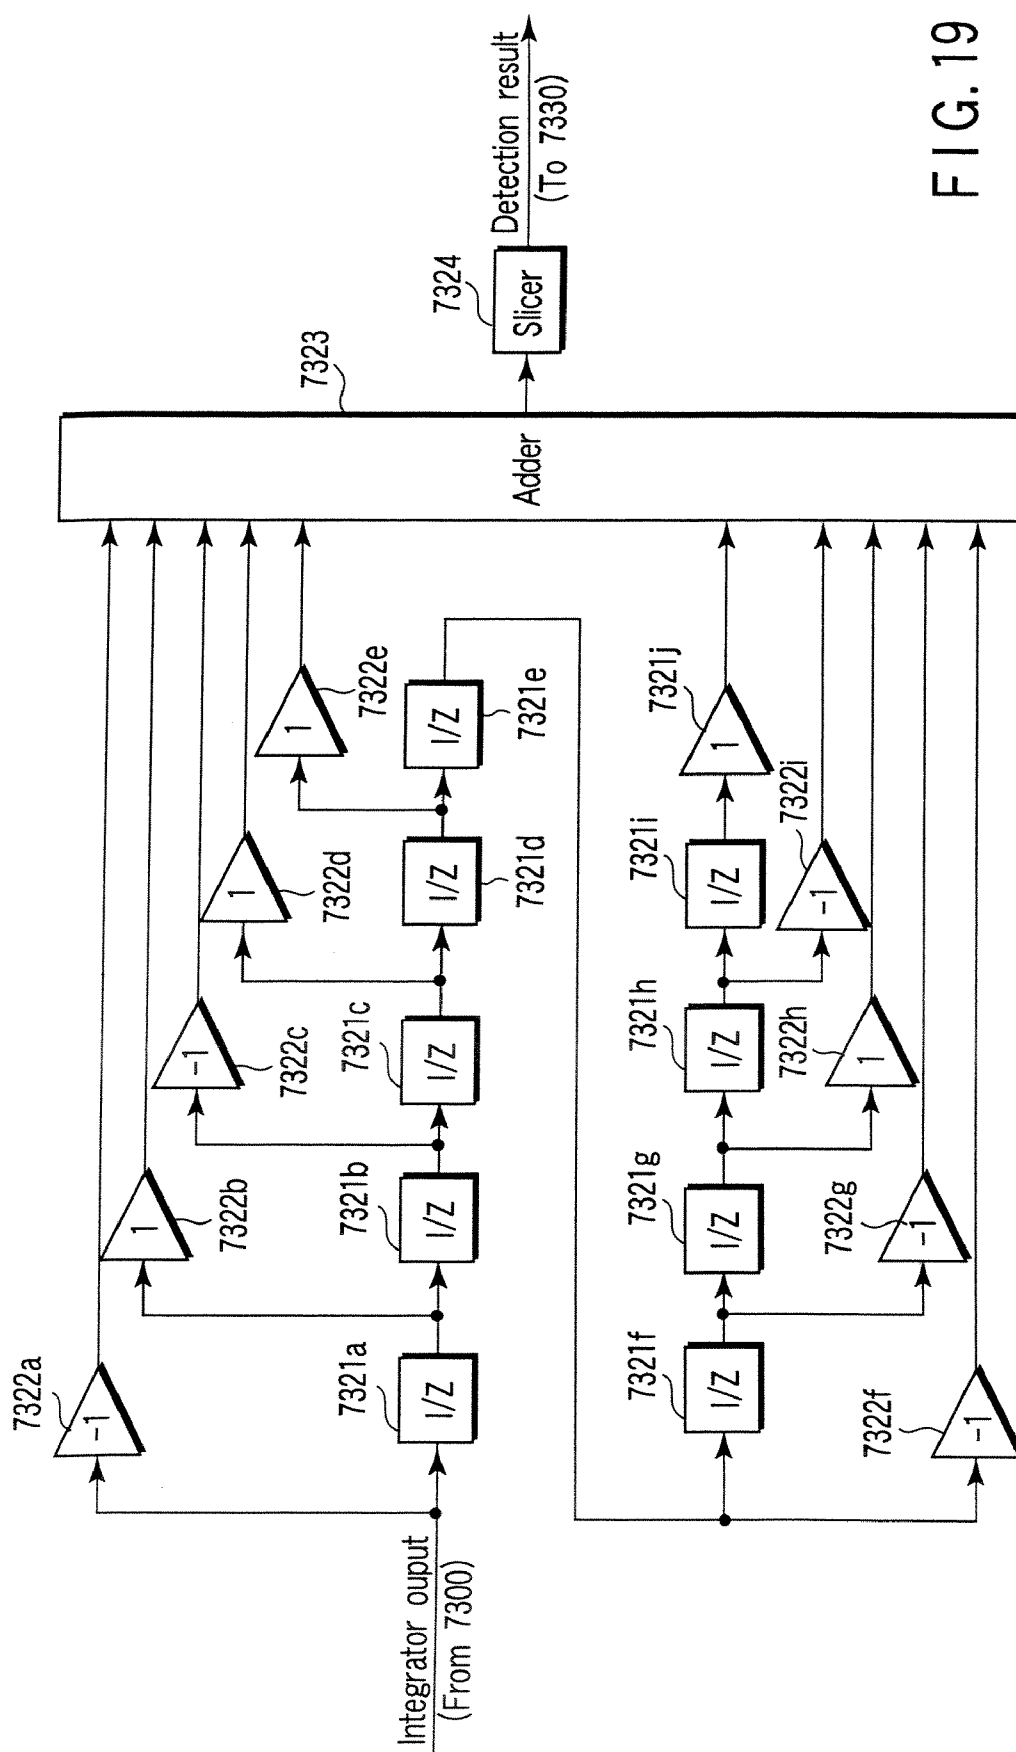 Integrator ouput
(From 7300)
7322a
-1
7322b
1
7322c
-1
7322d
1
7322e
1
7321a
I/Z
7321b
I/Z
7321c
I/Z
7321d
I/Z
7321e
I/Z
7321f
I/Z
7321g
I/Z
7321h
I/Z
7321i
I/Z
7321j
1
7322f
-1
7322g
-1
7322h
1
7322i
-1
Adder
7323
Slicer
7324
Detection result
(To 7330)
FIG. 19